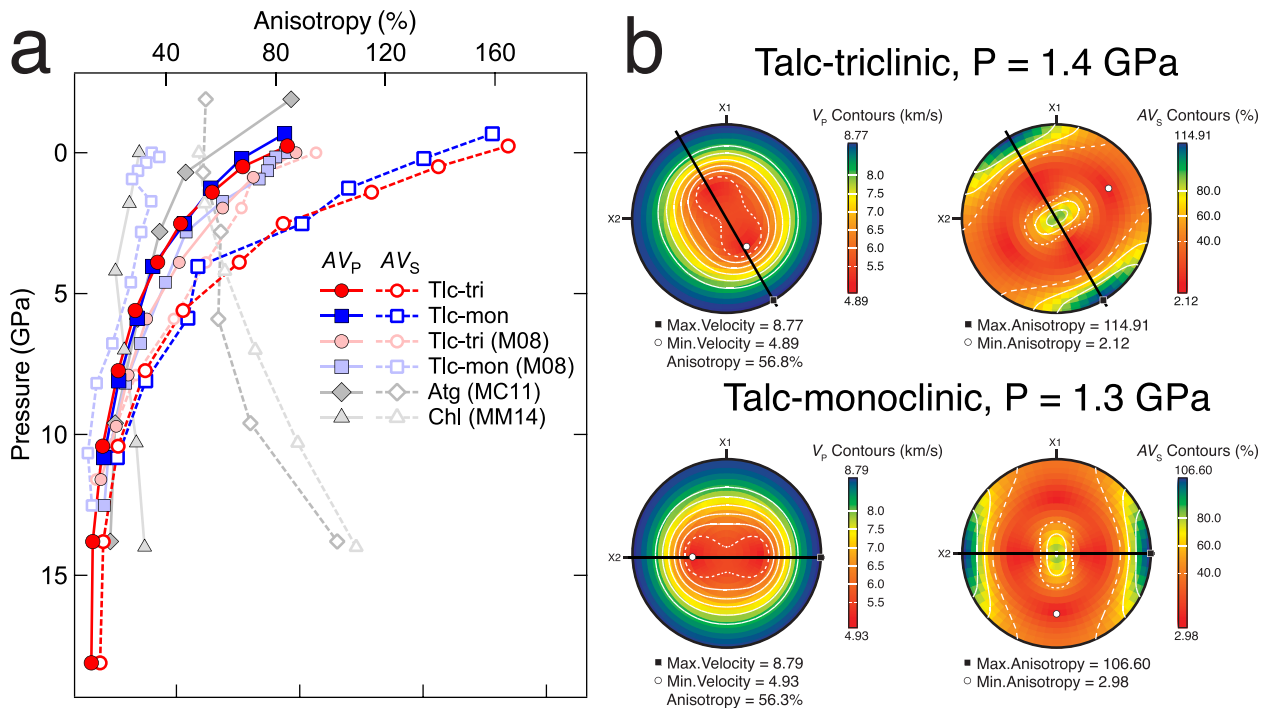 a
Anisotropy (%)
40 80 120 160
Pressure (GPa)
0
5
10
15
AVP AVS
Tlc-tri
Tlc-mon
Tlc-tri (M08)
Tlc-mon (M08)
Atg (MC11)
Chl (MM14)
b
Talc-triclinic, P = 1.4 GPa
X1
X2
VP Contours (km/s)
8.77
8.0
7.5
7.0
6.5
6.0
5.5
4.89
Max.Velocity = 8.77
Min.Velocity = 4.89
Anisotropy = 56.8%
X1
X2
AVS Contours (%)
114.91
80.0
60.0
40.0
2.12
Max.Anisotropy = 114.91
Min.Anisotropy = 2.12
Talc-monoclinic, P = 1.3 GPa
X1
X2
VP Contours (km/s)
8.79
8.0
7.5
7.0
6.5
6.0
5.5
4.93
Max.Velocity = 8.79
Min.Velocity = 4.93
Anisotropy = 56.3%
X1
X2
AVS Contours (%)
106.60
80.0
60.0
40.0
2.98
Max.Anisotropy = 106.60
Min.Anisotropy = 2.98